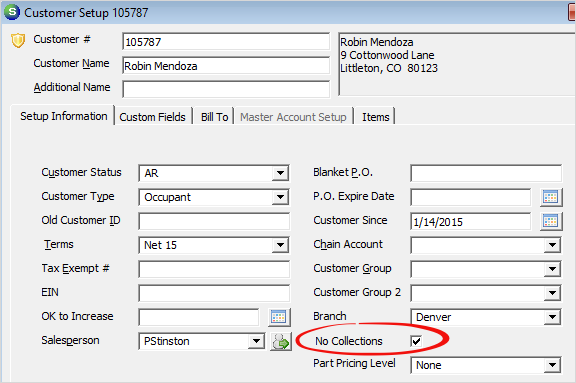 S Customer Setup 105787
Customer # 105787
Customer Name Robin Mendoza
Additional Name
Robin Mendoza
9 Cottonwood Lane
Littleton, CO 80123
Setup Information Custom Fields Bill To Master Account Setup Items
Customer Status AR
Customer Type Occupant
Old Customer ID
Terms Net 15
Tax Exempt #
EIN
OK to Increase
Salesperson PStinston
Blanket P.O.
P.O. Expire Date
Customer Since 1/14/2015
Chain Account
Customer Group
Customer Group 2
Branch Denver
No Collections
Part Pricing Level None